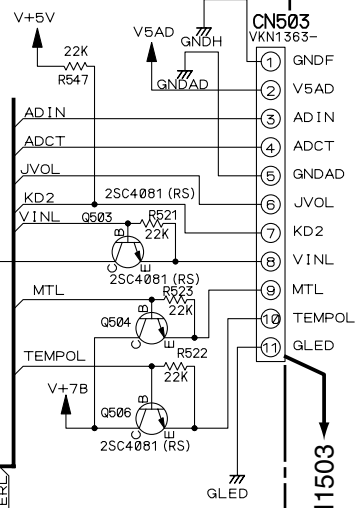 CN503
VKN1363-
V+5V
V5AD
GNDH
22K
R547
GNDAD
1 GNDF
2 V5AD
ADIN
3 ADIN
ADCT
4 ADCT
5 GNDAD
JVOL
6 JVOL
KD2
2SC4081(RS)
7 KD2
VINL
Q503
B
R521
22K
C
E
8 VINL
2SC4081(RS)
MTL
R523
9 MTL
Q504
B
22K
C
E
10 TEMPOL
TEMPOL
R522
22K
11 GLED
V+7B
Q506
B
C
E
2SC4081(RS)
GLED
1503
ERL